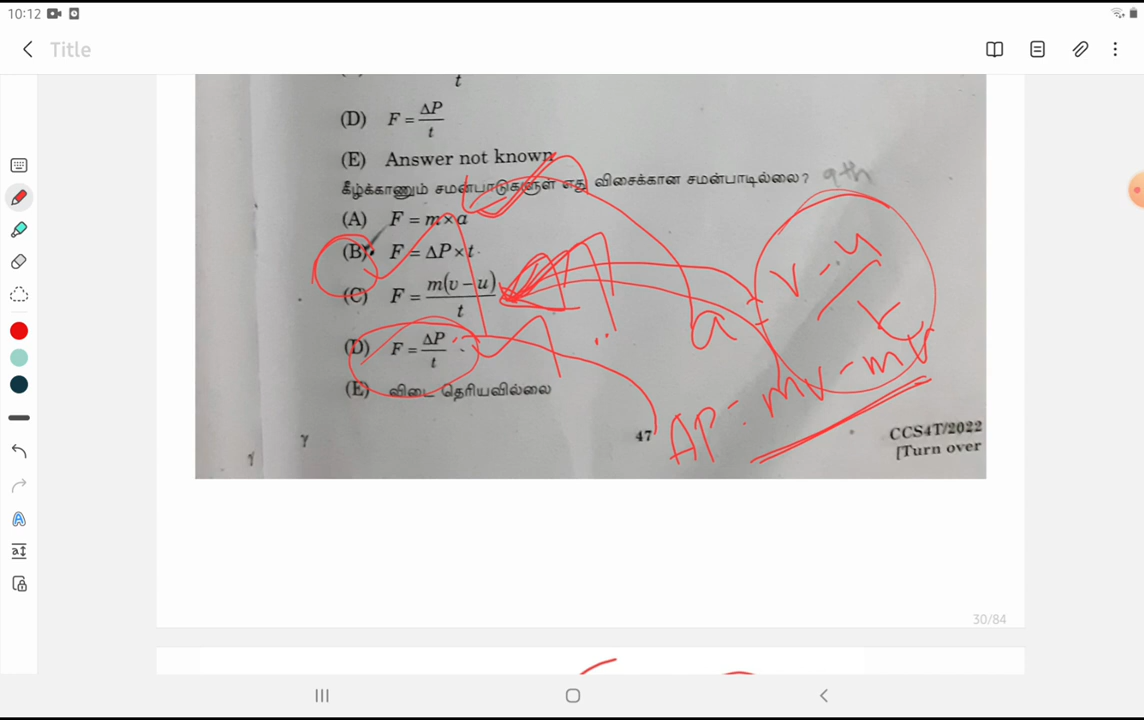 10:12
Title
t
(D) F = ΔP/t
(E) Answer not known
கீழ்க்காணும் சமன்பாடுகளுள் எது விசைக்கான சமன்பாடில்லை? 9th
(A) F = m×a
(B) F = ΔP×t
(C) F = m(v – u)/t
(D) F = ΔP/t
(E) விடை தெரியவில்லை
a = v - u / t
ΔP = mv - mu
47
CCS4T/2022
[Turn over
30/84